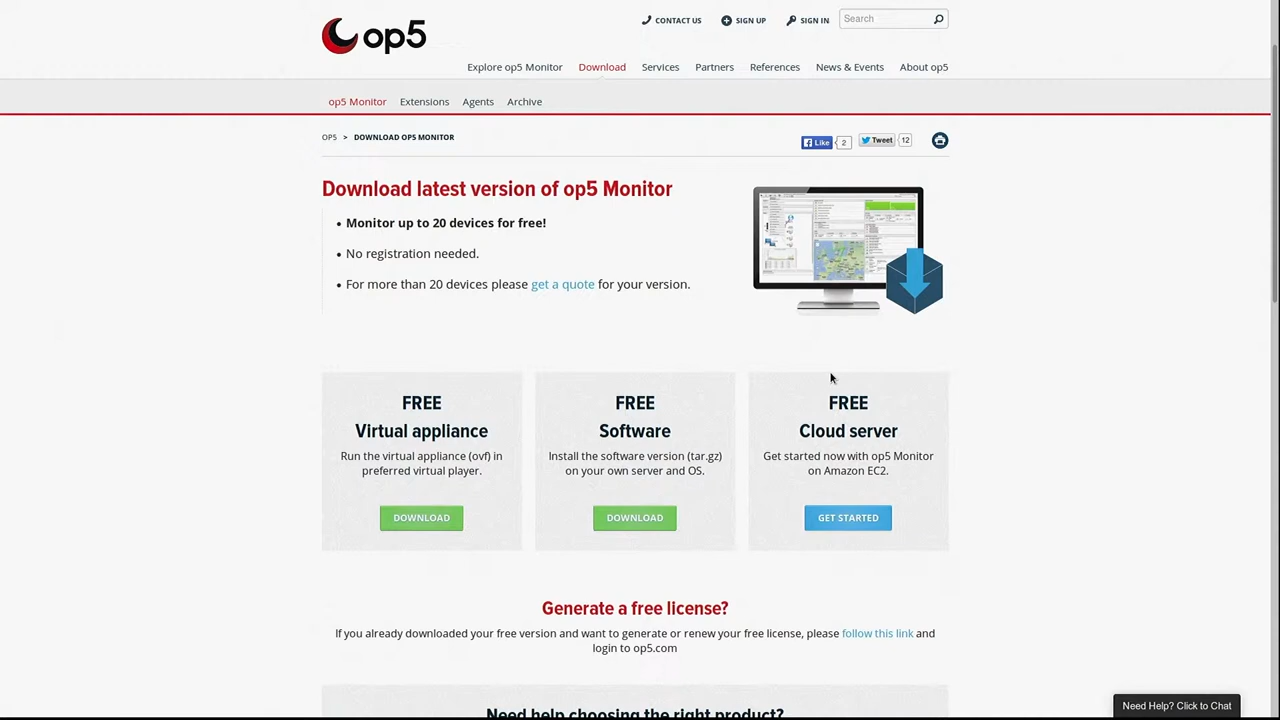 op5
CONTACT US
SIGN UP
SIGN IN
Search
Explore op5 Monitor
Download
Services
Partners
References
News & Events
About op5
op5 Monitor
Extensions
Agents
Archive
OP5 > DOWNLOAD OP5 MONITOR
Like 2
Tweet 12
Download latest version of op5 Monitor
• Monitor up to 20 devices for free!
• No registration needed.
• For more than 20 devices please get a quote for your version.
FREE
Virtual appliance
Run the virtual appliance (ovf) in
preferred virtual player.
DOWNLOAD
FREE
Software
Install the software version (tar.gz)
on your own server and OS.
DOWNLOAD
FREE
Cloud server
Get started now with op5 Monitor
on Amazon EC2.
GET STARTED
Generate a free license?
If you already downloaded your free version and want to generate or renew your free license, please follow this link and
login to op5.com
Need help choosing the right product?
Need Help? Click to Chat